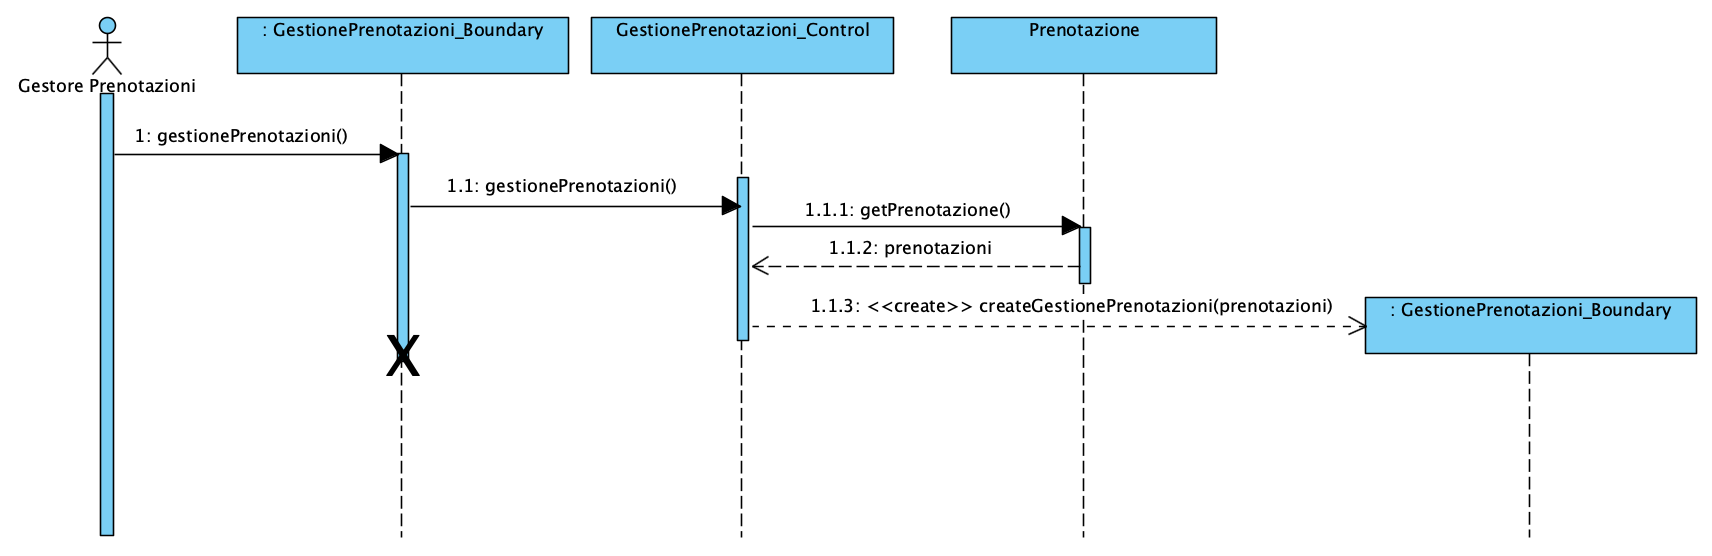 : GestionePrenotazioni_Boundary
GestionePrenotazioni_Control
Prenotazione
Gestore Prenotazioni
1: gestionePrenotazioni()
1.1: gestionePrenotazioni()
1.1.1: getPrenotazione()
1.1.2: prenotazioni
1.1.3: <<create>> createGestionePrenotazioni(prenotazioni)
: GestionePrenotazioni_Boundary